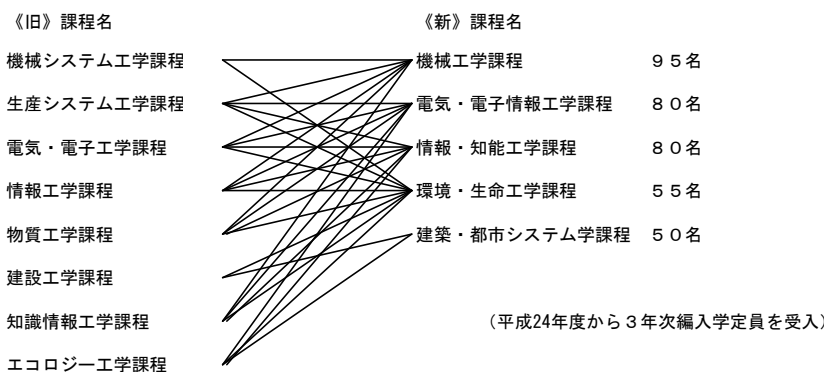 《旧》課程名 《新》課程名
機械システム工学課程 機械工学課程 ９５名
生産システム工学課程 電気・電子情報工学課程 ８０名
電気・電子工学課程 情報・知能工学課程 ８０名
情報工学課程 環境・生命工学課程 ５５名
物質工学課程 建築・都市システム学課程 ５０名
建設工学課程
知識情報工学課程 （平成24年度から３年次編入学定員を受入）
エコロジー工学課程